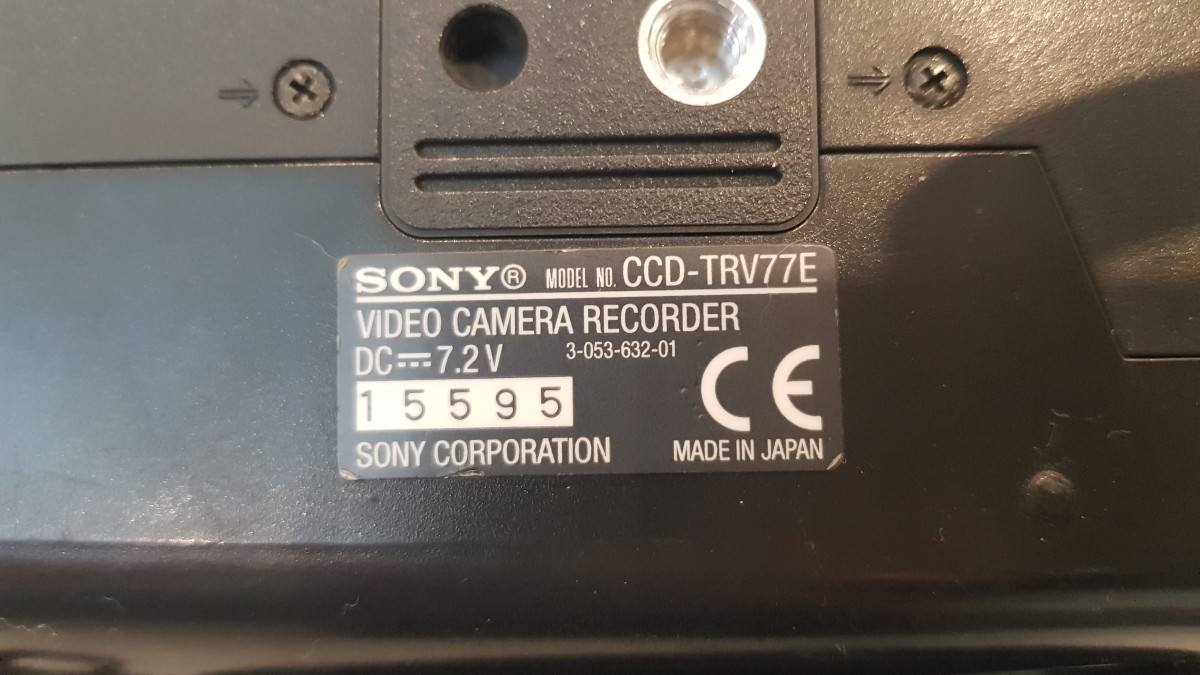 SONY® MODEL NO. CCD-TRV77E
VIDEO CAMERA RECORDER
DC⎓7.2 V 3-053-632-01
15595 CE
SONY CORPORATION MADE IN JAPAN